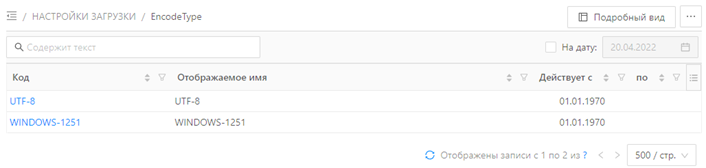 / НАСТРОЙКИ ЗАГРУЗКИ / EncodeType Подробный вид ...
Содержит текст На дату: 20.04.2022
Код Отображаемое имя Действует с по
UTF-8 UTF-8 01.01.1970
WINDOWS-1251 WINDOWS-1251 01.01.1970
Отображены записи с 1 по 2 из ? < > 500 / стр.